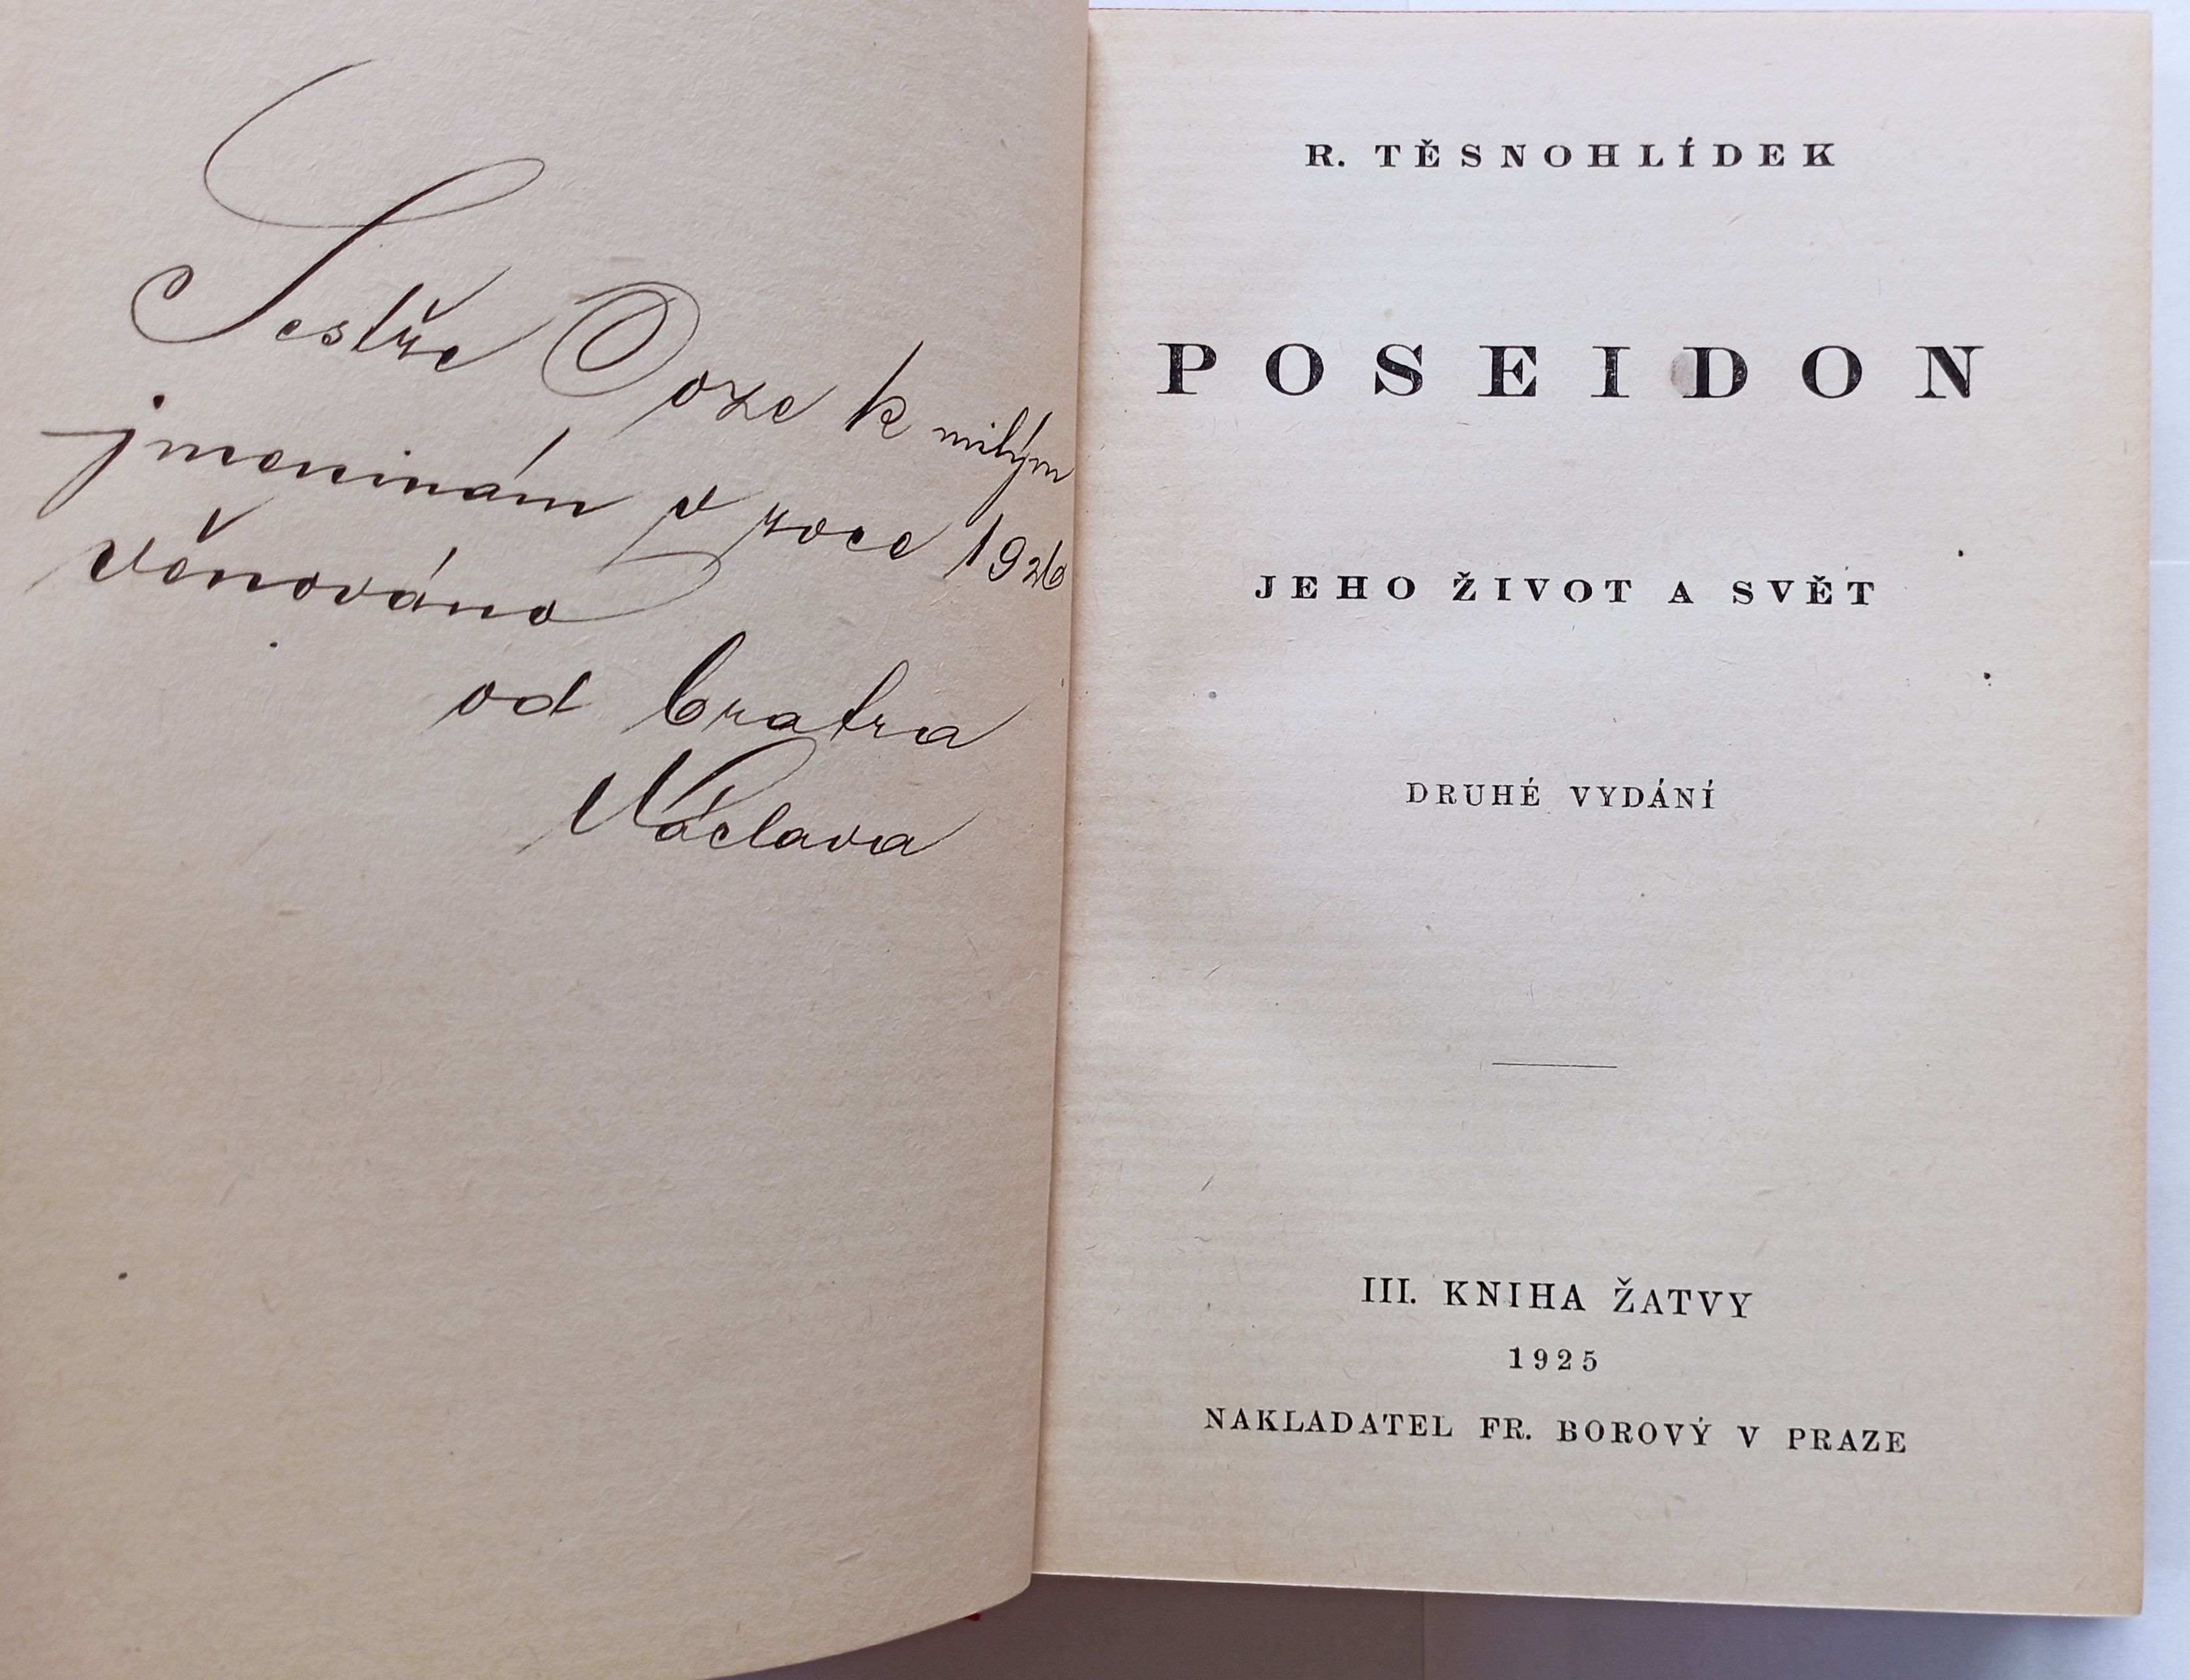 Sestře k milým
jmeninám v roce 1926
věnováno
od bratra
Václava
R. TĚSNOHLÍDEK
POSEIDON
JEHO ŽIVOT A SVĚT
DRUHÉ VYDÁNÍ
III. KNIHA ŽATVY
1925
NAKLADATEL FR. BOROVÝ V PRAZE